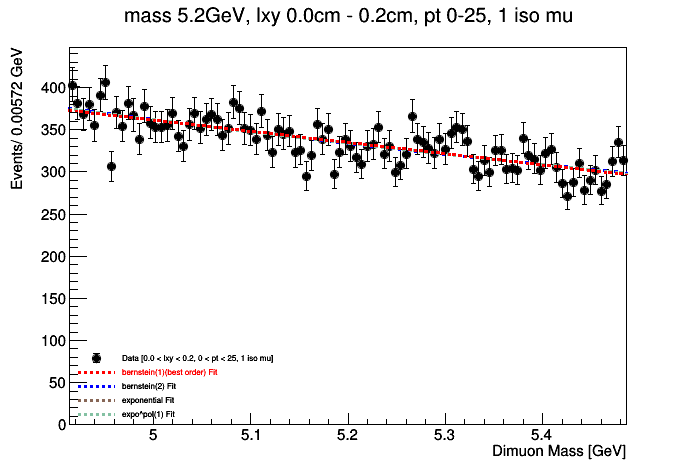 mass 5.2GeV, lxy 0.0cm - 0.2cm, pt 0-25, 1 iso mu
Events/ 0.00572 GeV
400
350
300
250
200
150
100
50
0
Data [0.0 < lxy < 0.2, 0 < pt < 25, 1 iso mu]
bernstein(1)(best order) Fit
bernstein(2) Fit
exponential Fit
expo*pol(1) Fit
5 5.1 5.2 5.3 5.4
Dimuon Mass [GeV]